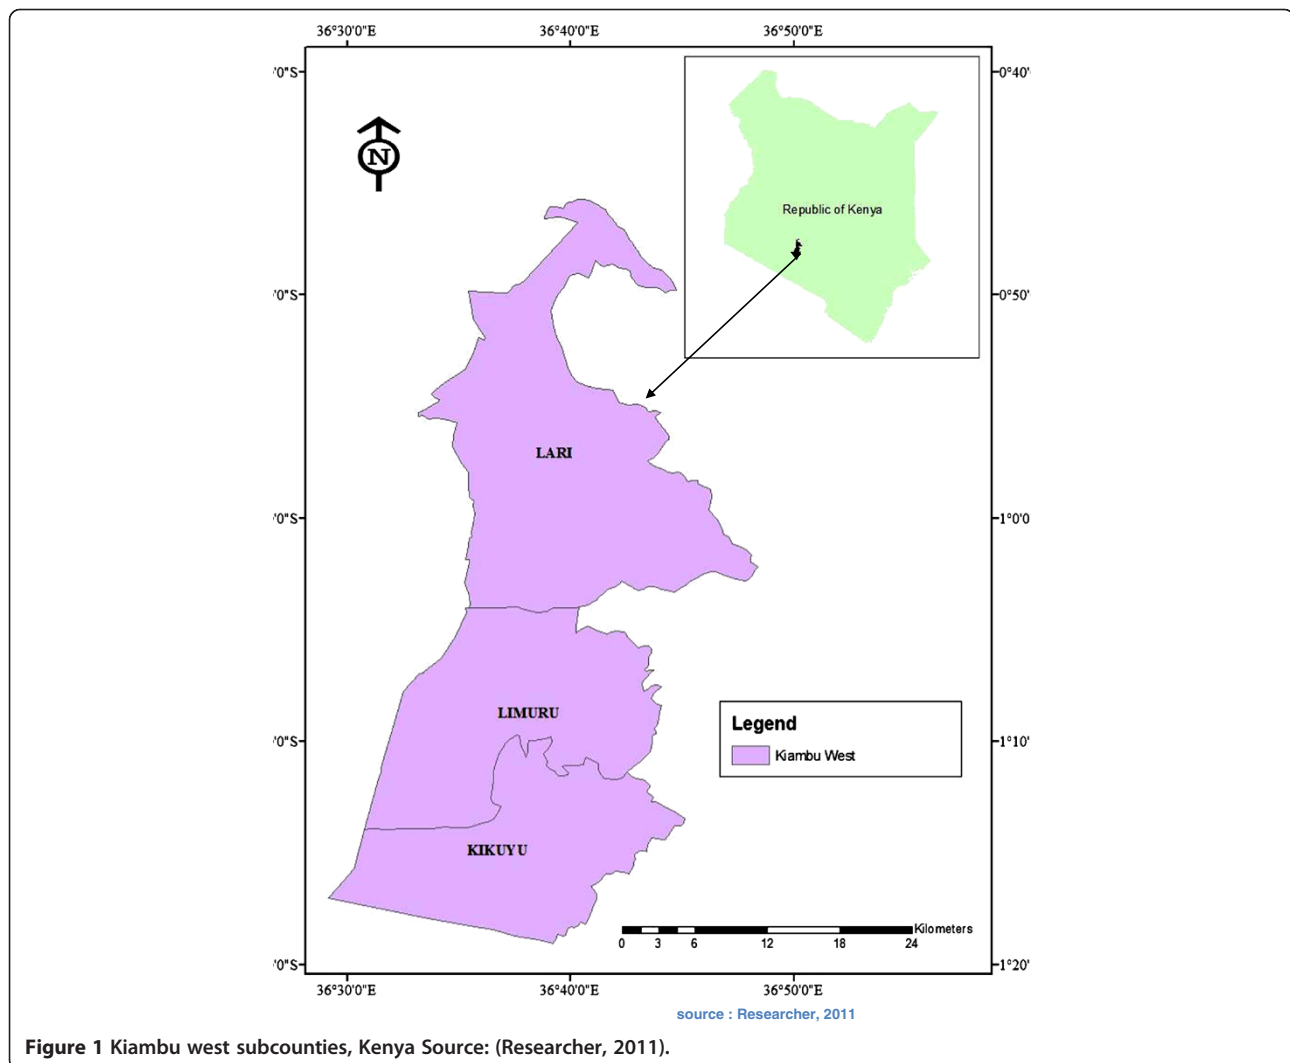 36°30'0"E 36°40'0"E 36°50'0"E
'0"S 0°40'
N
Republic of Kenya
'0"S 0°50'
LARI
'0"S 1°0'0
LIMURU
Legend
Kiambu West
'0"S 1°10'
KIKUYU
Kilometers
0 3 6 12 18 24
'0"S 1°20'
36°30'0"E 36°40'0"E 36°50'0"E
source : Researcher, 2011
Figure 1 Kiambu west subcounties, Kenya Source: (Researcher, 2011).